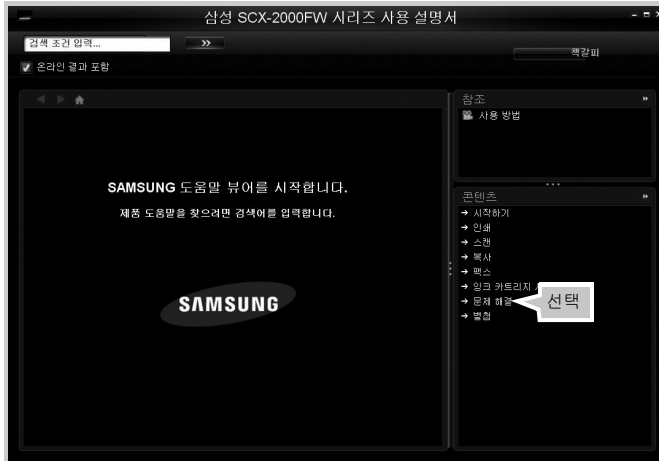 삼성 SCX-2000FW 시리즈 사용 설명서
검색 조건 입력...
책갈피
온라인 결과 포함
참조
사용 방법
SAMSUNG 도움말 뷰어를 시작합니다.
제품 도움말을 찾으려면 검색어를 입력합니다.
SAMSUNG
콘텐츠
시작하기
인쇄
스캔
복사
팩스
잉크 카트리지
문제 해결
선택
별첨